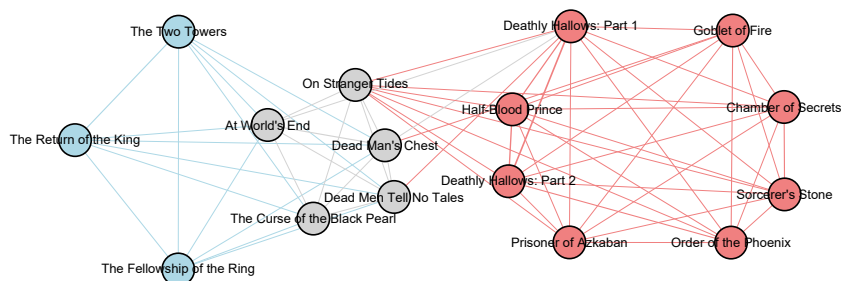 The Two Towers
Deathly Hallows: Part 1
Goblet of Fire
On Stranger Tides
Half-Blood Prince
Chamber of Secrets
At World's End
The Return of the King
Dead Man's Chest
Deathly Hallows: Part 2
Dead Men Tell No Tales
Sorcerer's Stone
The Curse of the Black Pearl
Prisoner of Azkaban
Order of the Phoenix
The Fellowship of the Ring